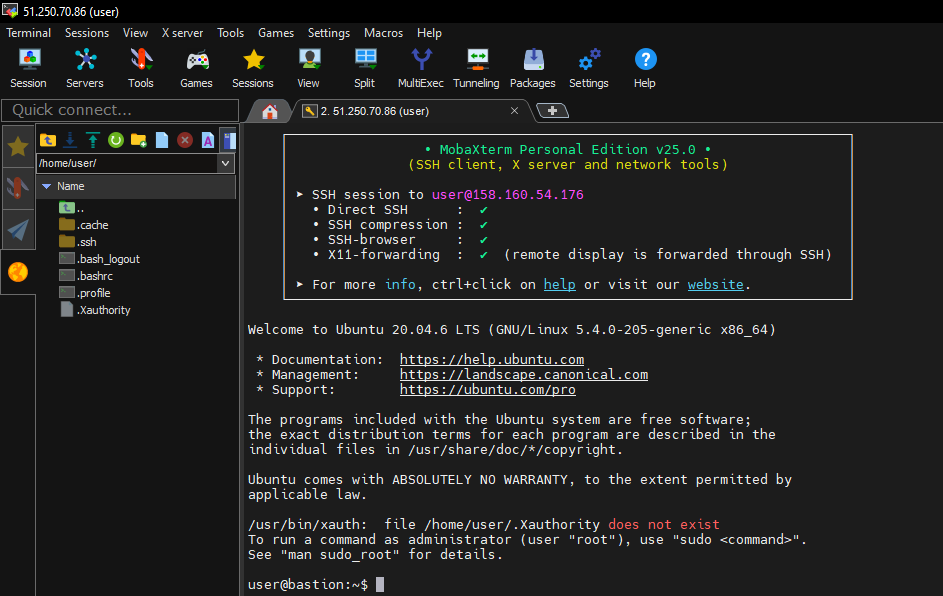 51.250.70.86 (user)
Terminal Sessions View X server Tools Games Settings Macros Help
Session Servers Tools Games Sessions View Split MultiExec Tunneling Packages Settings Help
Quick connect...
2. 51.250.70.86 (user)
/home/user/
Name
..
.cache
.ssh
.bash_logout
.bashrc
.profile
.Xauthority
• MobaXterm Personal Edition v25.0 •
(SSH client, X server and network tools)
➤ SSH session to user@158.160.54.176
• Direct SSH : ✔
• SSH compression : ✔
• SSH-browser : ✔
• X11-forwarding : ✔ (remote display is forwarded through SSH)
➤ For more info, ctrl+click on help or visit our website.
Welcome to Ubuntu 20.04.6 LTS (GNU/Linux 5.4.0-205-generic x86_64)
* Documentation: https://help.ubuntu.com
* Management: https://landscape.canonical.com
* Support: https://ubuntu.com/pro
The programs included with the Ubuntu system are free software;
the exact distribution terms for each program are described in the
individual files in /usr/share/doc/*/copyright.
Ubuntu comes with ABSOLUTELY NO WARRANTY, to the extent permitted by
applicable law.
/usr/bin/xauth: file /home/user/.Xauthority does not exist
To run a command as administrator (user "root"), use "sudo <command>".
See "man sudo_root" for details.
user@bastion:~$